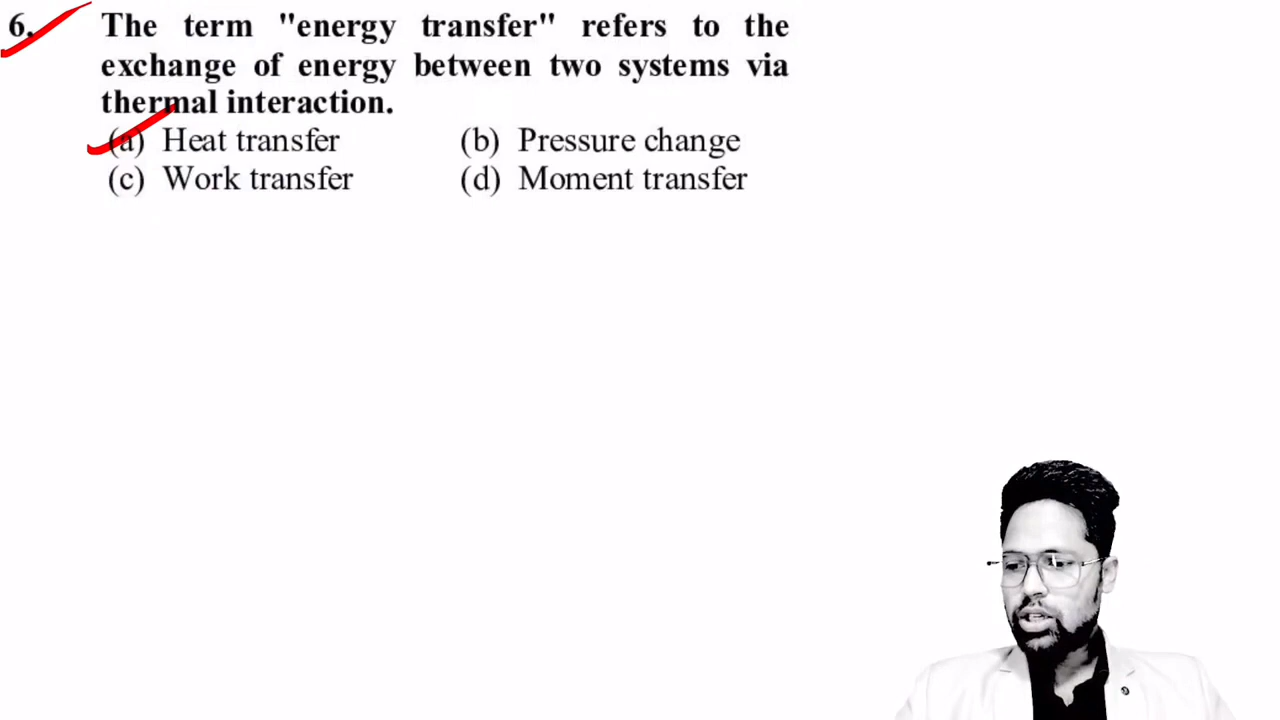 6. The term "energy transfer" refers to the
exchange of energy between two systems via
thermal interaction.
(a) Heat transfer (b) Pressure change
(c) Work transfer (d) Moment transfer